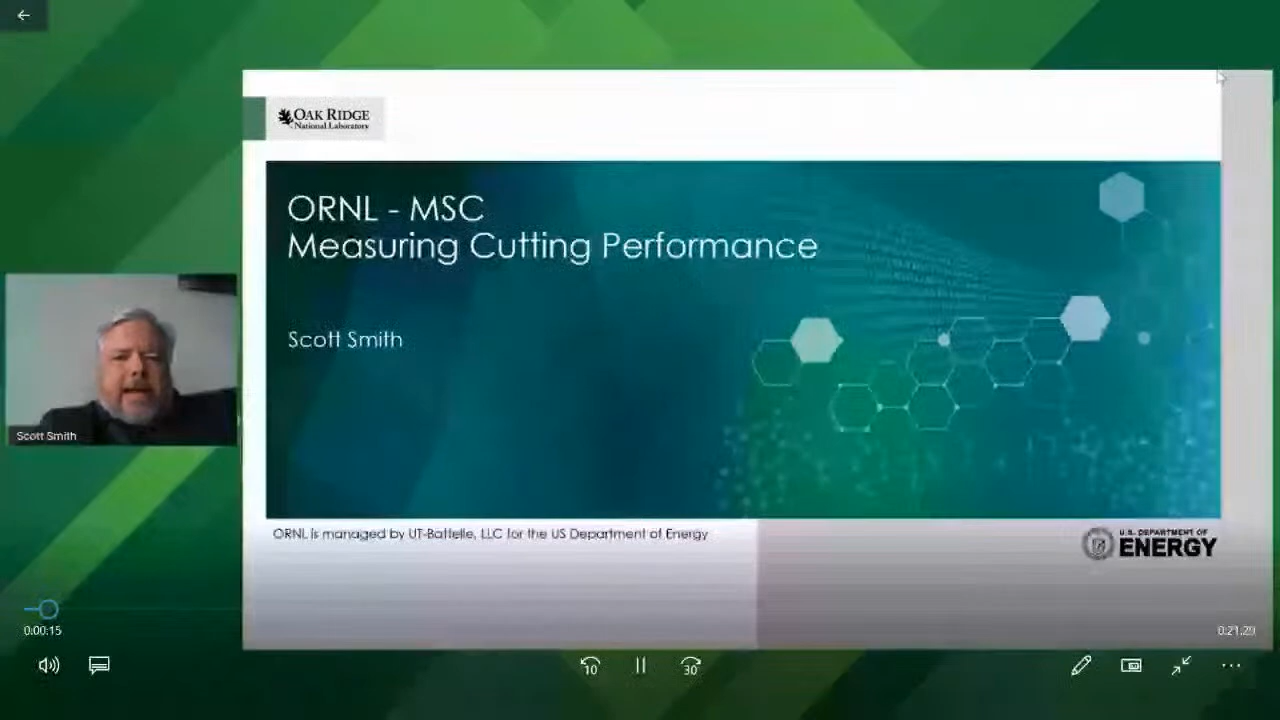 OAK RIDGE
National Laboratory
ORNL - MSC
Measuring Cutting Performance
Scott Smith
Scott Smith
ORNL is managed by UT-Battelle, LLC for the US Department of Energy
U.S. DEPARTMENT OF
ENERGY
0:00:15
0:21:29
10
30